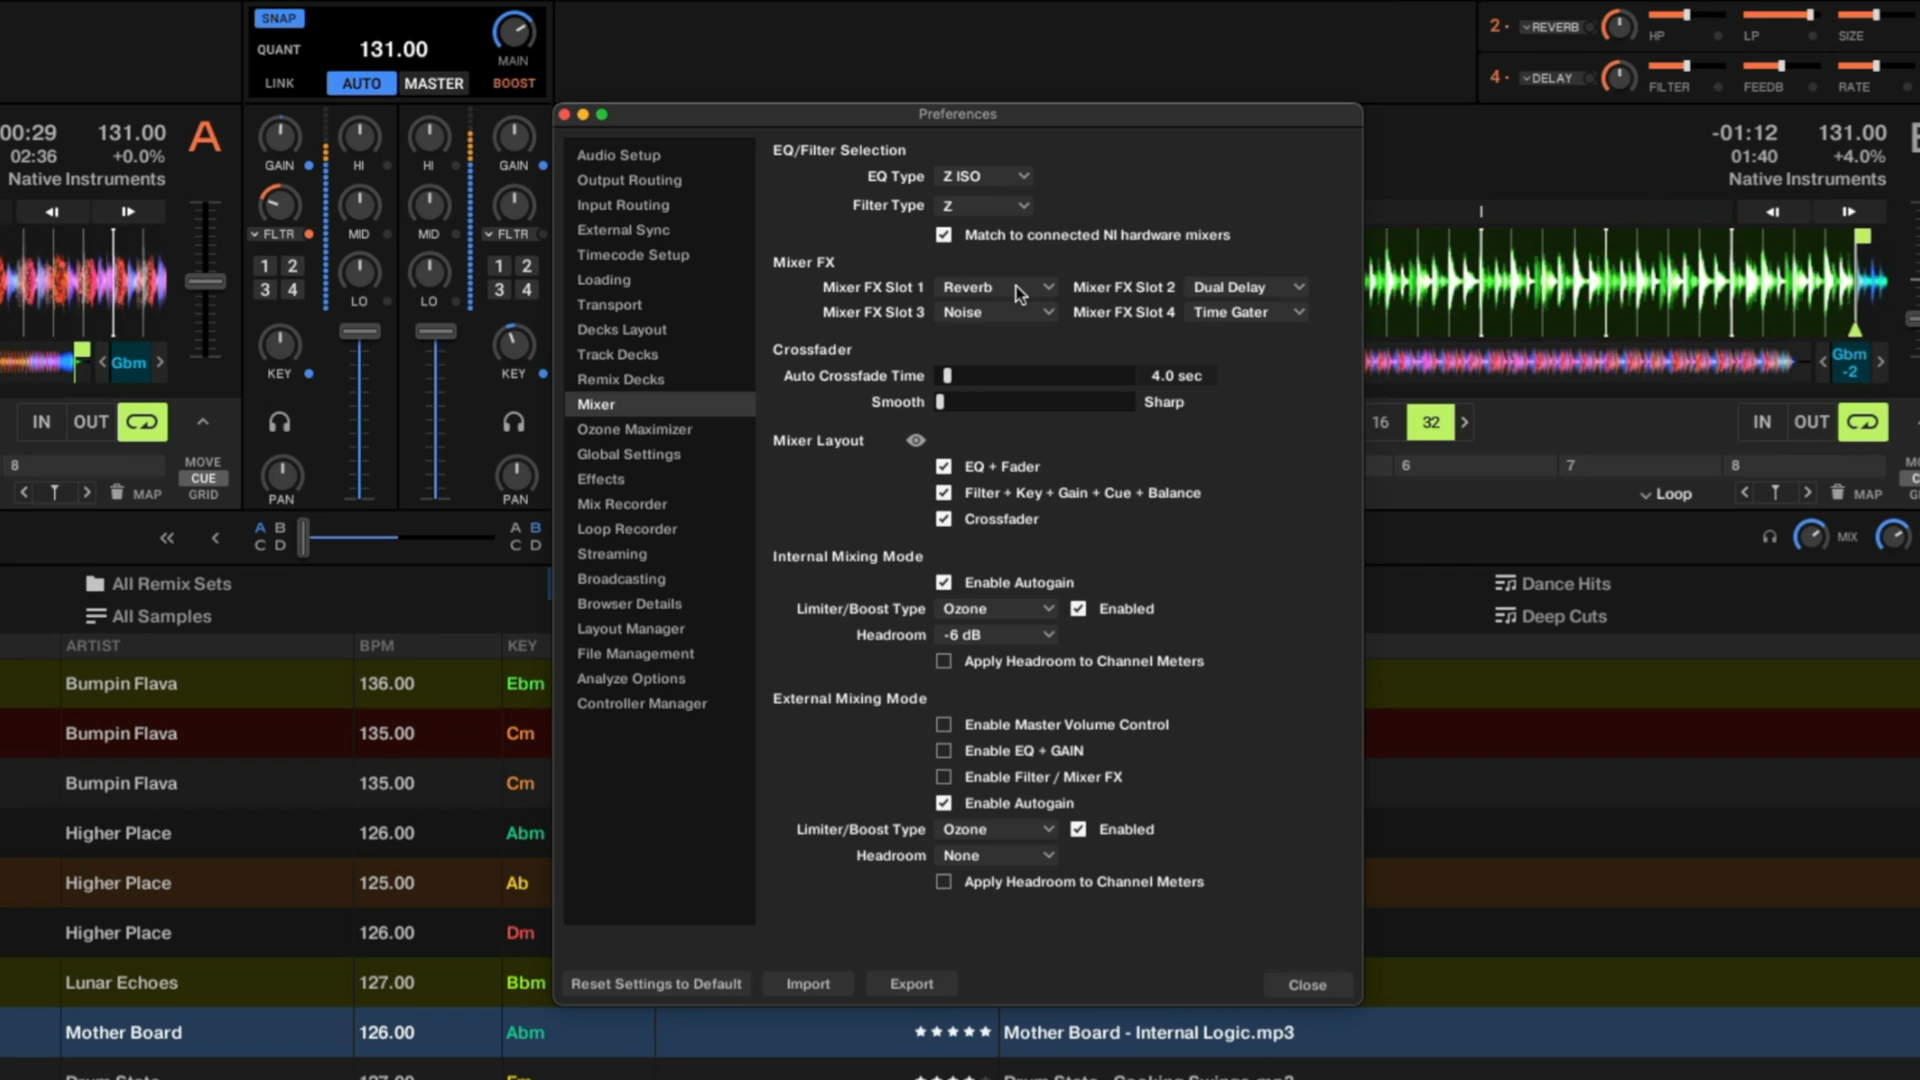 SNAP
QUANT 131.00
MAIN
LINK AUTO MASTER BOOST
2 REVERB HP LP SIZE
4 DELAY FILTER FEEDB RATE
00:29 131.00 A
02:36 +0.0%
Native Instruments
GAIN HI HI GAIN
FLTR MID MID FLTR
1 2 1 2
3 4 LO LO 3 4
KEY KEY
Gbm
IN OUT
PAN PAN
8 MOVE
CUE
MAP GRID
A B A B
C D C D
-01:12 131.00
01:40 +4.0%
Native Instruments
Gbm
-2
16 32 IN OUT
6 7 8
Loop MAP
MIX
Preferences
Audio Setup
Output Routing
Input Routing
External Sync
Timecode Setup
Loading
Transport
Decks Layout
Track Decks
Remix Decks
Mixer
Ozone Maximizer
Global Settings
Effects
Mix Recorder
Loop Recorder
Streaming
Broadcasting
Browser Details
Layout Manager
File Management
Analyze Options
Controller Manager
EQ/Filter Selection
EQ Type Z ISO
Filter Type Z
Match to connected NI hardware mixers
Mixer FX
Mixer FX Slot 1 Reverb Mixer FX Slot 2 Dual Delay
Mixer FX Slot 3 Noise Mixer FX Slot 4 Time Gater
Crossfader
Auto Crossfade Time 4.0 sec
Smooth Sharp
Mixer Layout
EQ + Fader
Filter + Key + Gain + Cue + Balance
Crossfader
Internal Mixing Mode
Enable Autogain
Limiter/Boost Type Ozone Enabled
Headroom -6 dB
Apply Headroom to Channel Meters
External Mixing Mode
Enable Master Volume Control
Enable EQ + GAIN
Enable Filter / Mixer FX
Enable Autogain
Limiter/Boost Type Ozone Enabled
Headroom None
Apply Headroom to Channel Meters
Reset Settings to Default Import Export Close
All Remix Sets
All Samples
Dance Hits
Deep Cuts
ARTIST BPM KEY
Bumpin Flava 136.00 Ebm
Bumpin Flava 135.00 Cm
Bumpin Flava 135.00 Cm
Higher Place 126.00 Abm
Higher Place 125.00 Ab
Higher Place 126.00 Dm
Lunar Echoes 127.00 Bbm
Mother Board 126.00 Abm Mother Board - Internal Logic.mp3